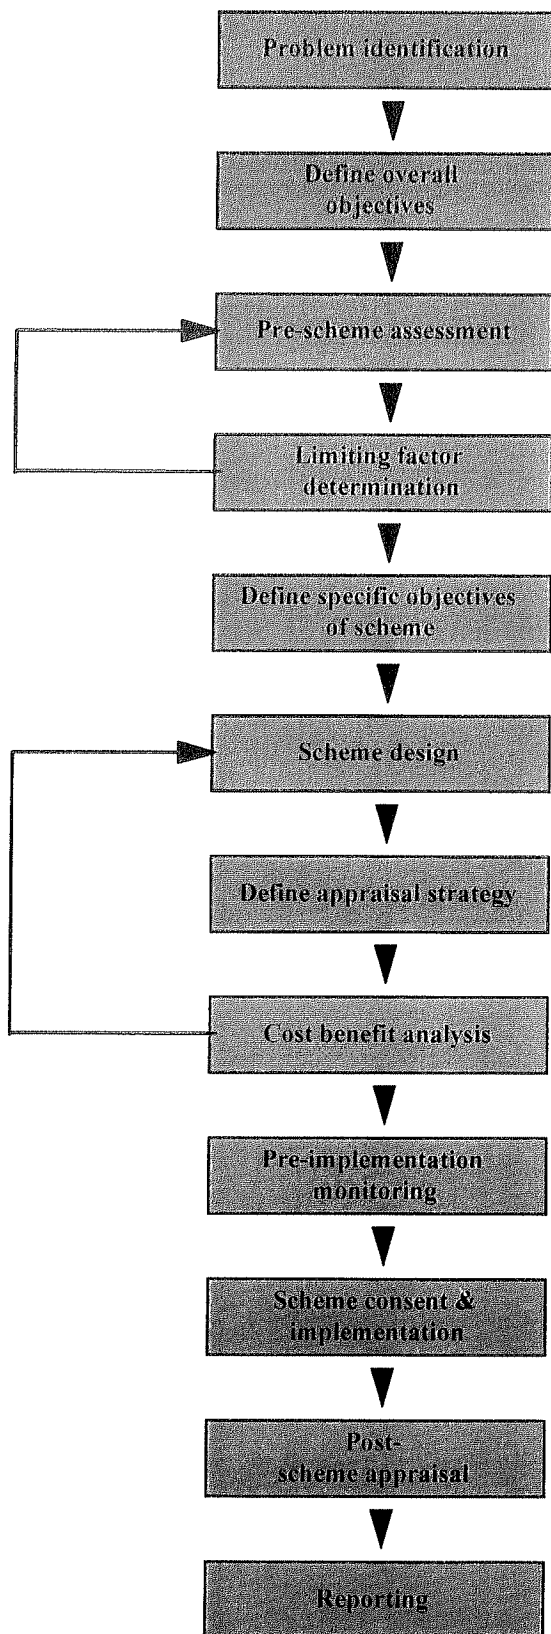 Problem identification
Define overall
objectives
Pre-scheme assessment
Limiting factor
determination
Define specific objectives
of scheme
Scheme design
Define appraisal strategy
Cost benefit analysis
Pre-implementation
monitoring
Scheme consent &
implementation
Post-
scheme appraisal
Reporting